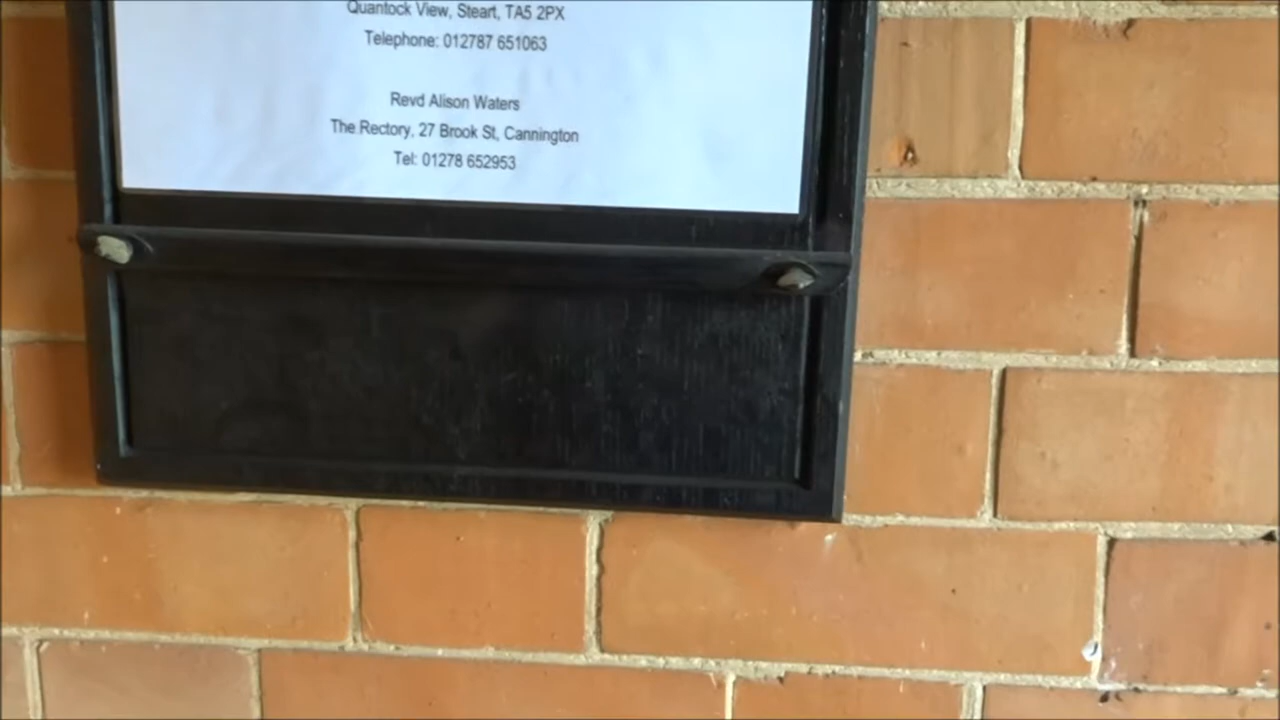 Quantock View, Steart, TA5 2PX
Telephone: 012787 651063
Revd Alison Waters
The Rectory, 27 Brook St, Cannington
Tel: 01278 652953